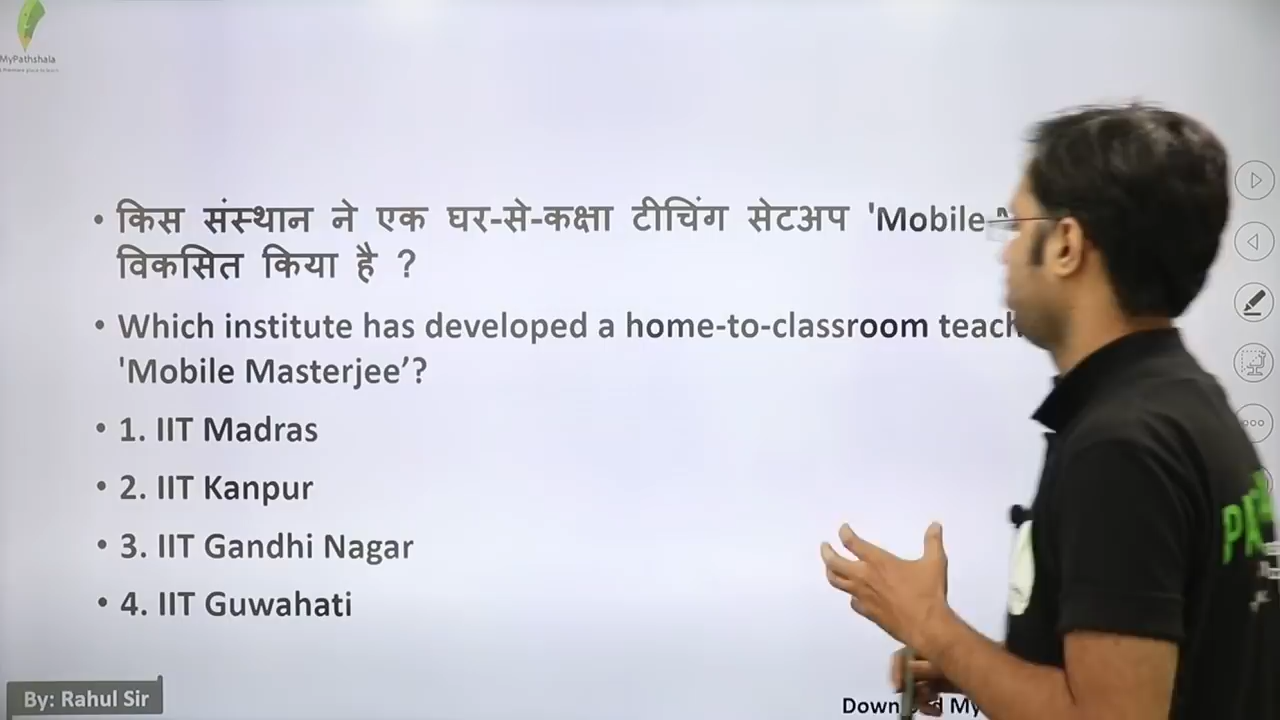 MyPathshala
किस संस्थान ने एक घर-से-कक्षा टीचिंग सेटअप 'Mobile
विकसित किया है ?
Which institute has developed a home-to-classroom teach
'Mobile Masterjee’?
1. IIT Madras
2. IIT Kanpur
3. IIT Gandhi Nagar
4. IIT Guwahati
By: Rahul Sir
My